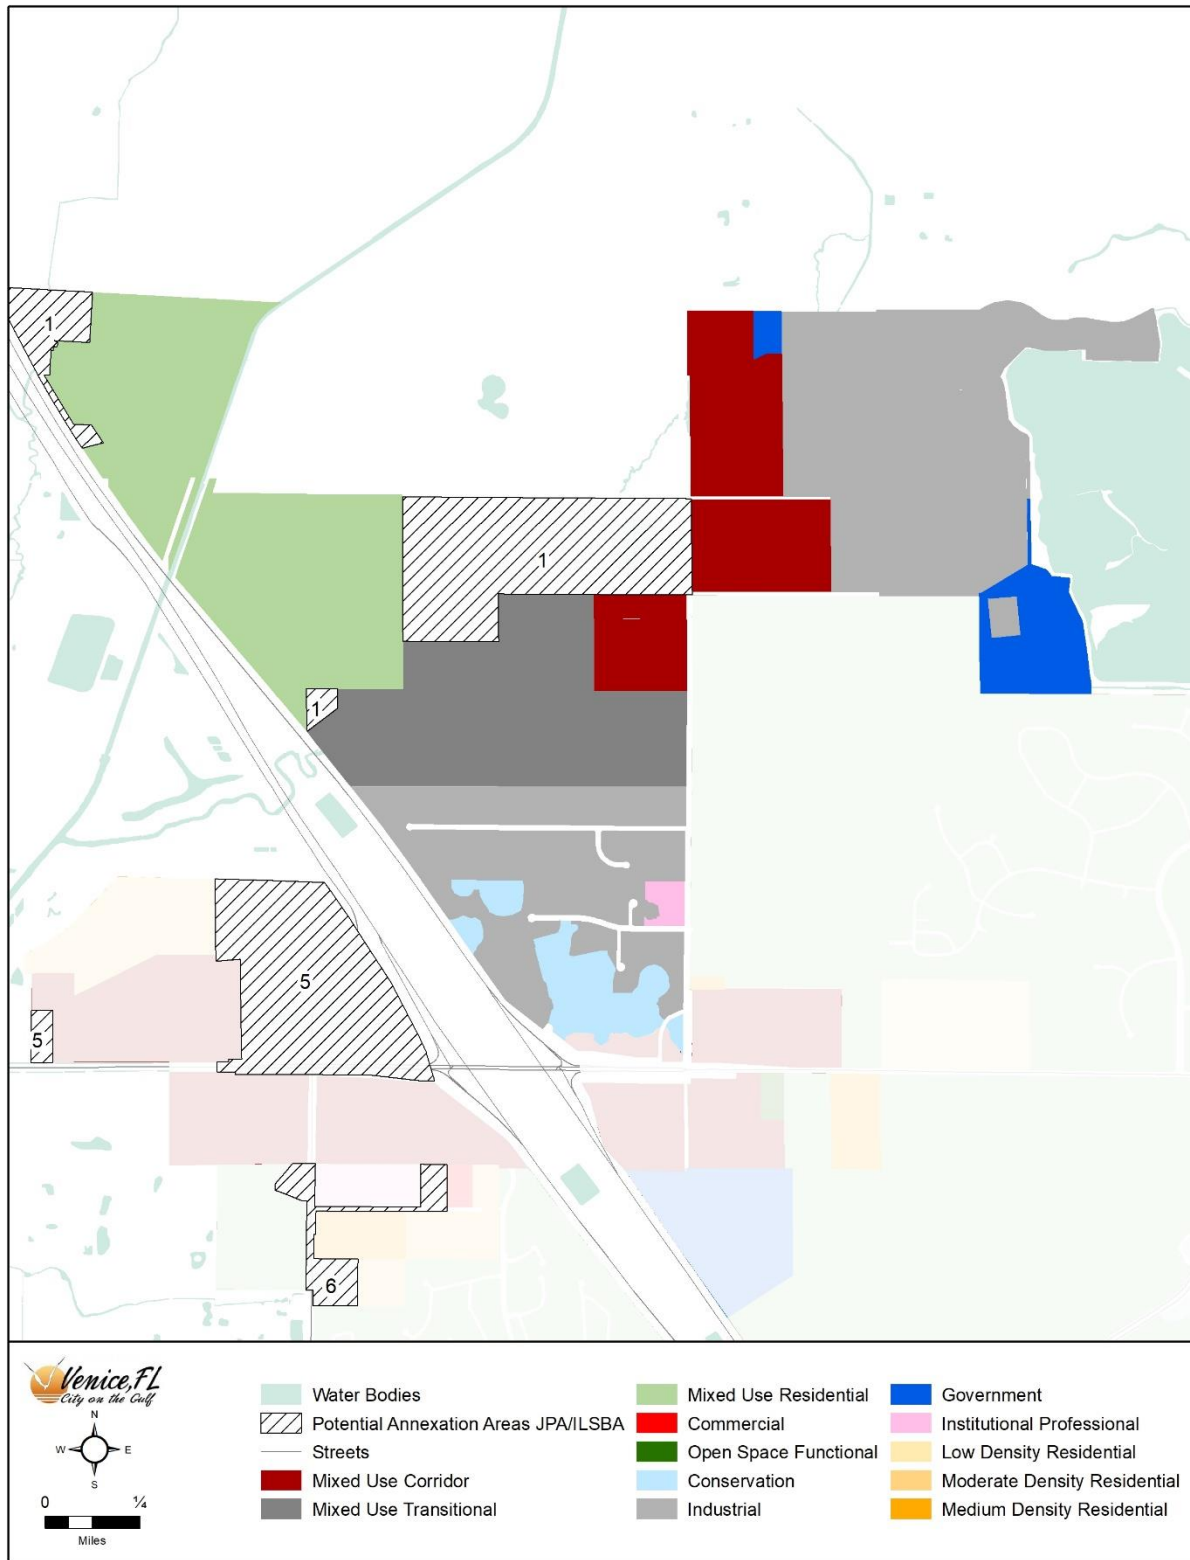 1
1
1
5
5
6
Venice, FL
City on the Gulf
N
W E
S
0 ¼
Miles
Water Bodies
Potential Annexation Areas JPA/ILSBA
Streets
Mixed Use Corridor
Mixed Use Transitional
Mixed Use Residential
Commercial
Open Space Functional
Conservation
Industrial
Government
Institutional Professional
Low Density Residential
Moderate Density Residential
Medium Density Residential